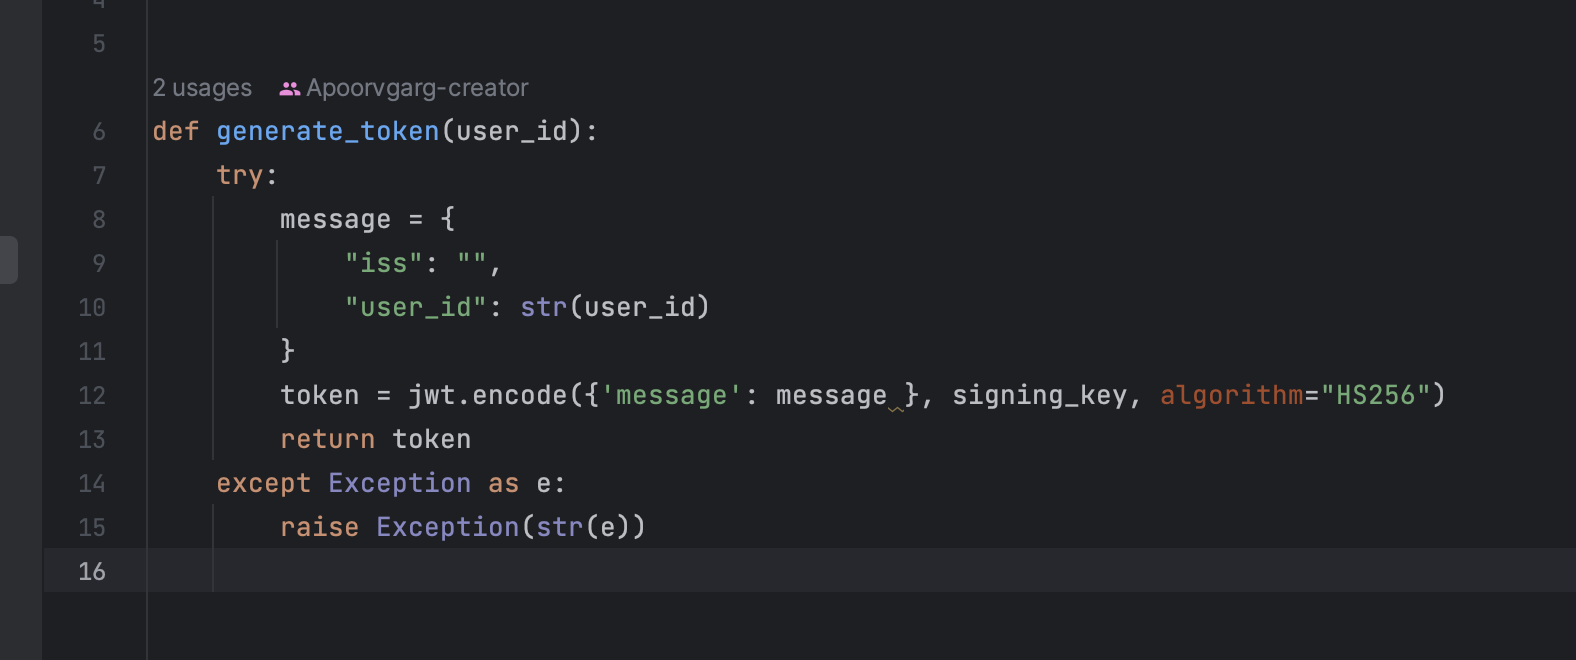 4
5
2 usages Apoorvgarg-creator
6 def generate_token(user_id):
7 try:
8 message = {
9 "iss": "",
10 "user_id": str(user_id)
11 }
12 token = jwt.encode({'message': message }, signing_key, algorithm="HS256")
13 return token
14 except Exception as e:
15 raise Exception(str(e))
16